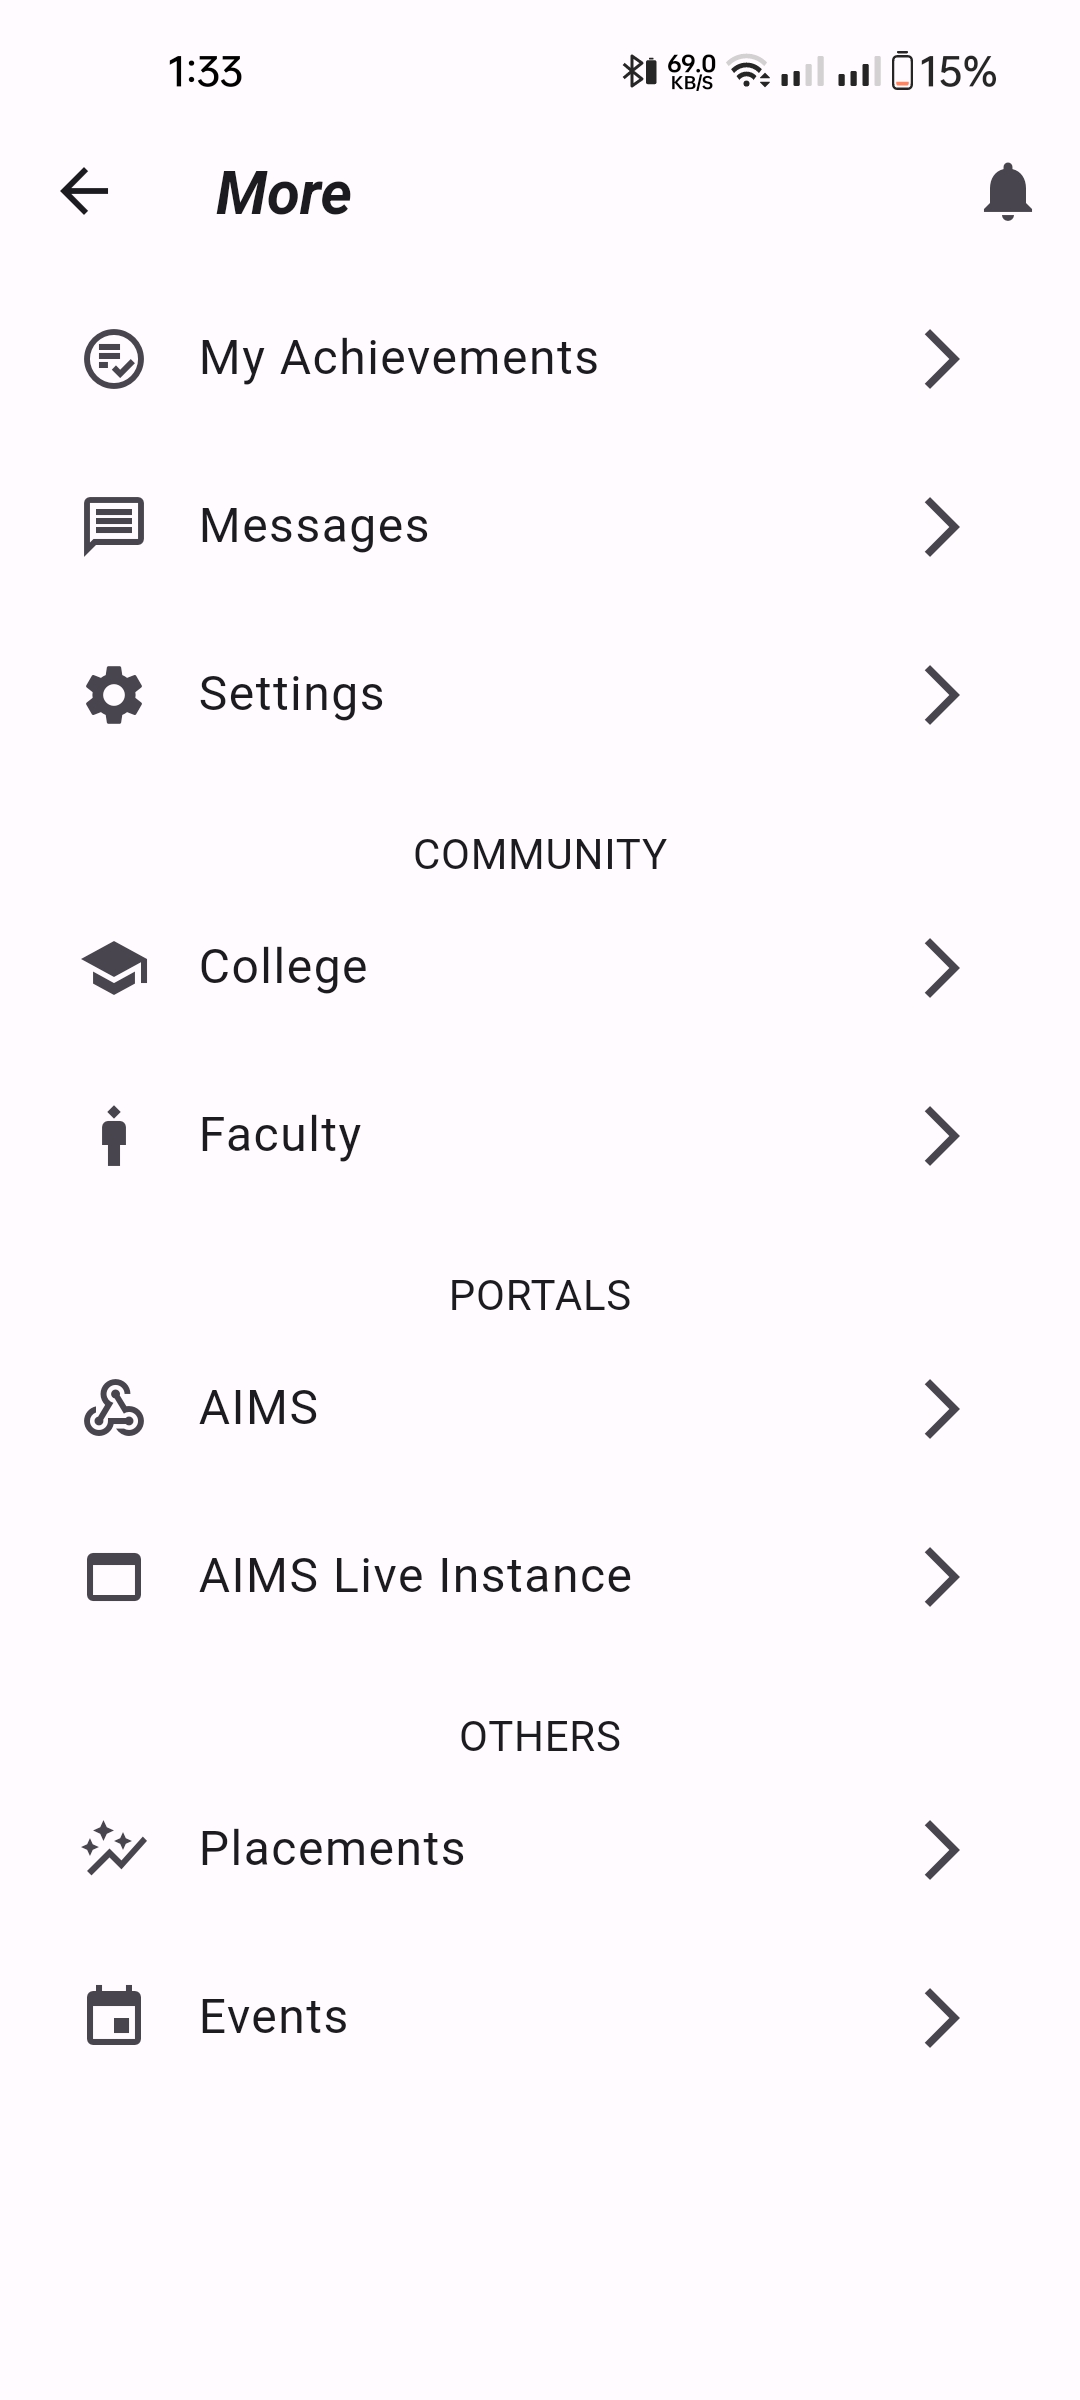 1:33
69.0
KB/S
15%
More
My Achievements
Messages
Settings
COMMUNITY
College
Faculty
PORTALS
AIMS
AIMS Live Instance
OTHERS
Placements
Events